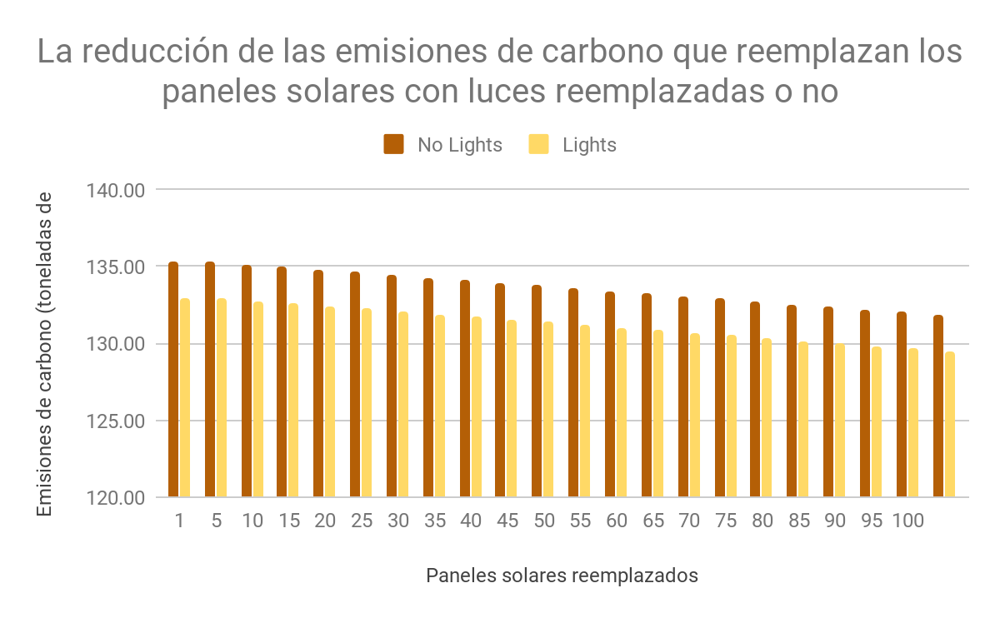 La reducción de las emisiones de carbono que reemplazan los
paneles solares con luces reemplazadas o no
No Lights Lights
Emisiones de carbono (toneladas de
140.00
135.00
130.00
125.00
120.00
1 5 10 15 20 25 30 35 40 45 50 55 60 65 70 75 80 85 90 95 100
Paneles solares reemplazados